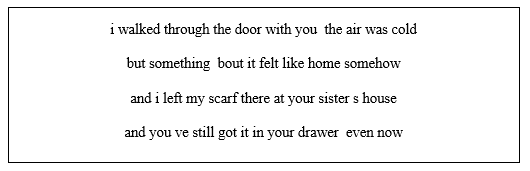 i walked through the door with you  the air was cold
but something  bout it felt like home somehow
and i left my scarf there at your sister s house
and you ve still got it in your drawer  even now